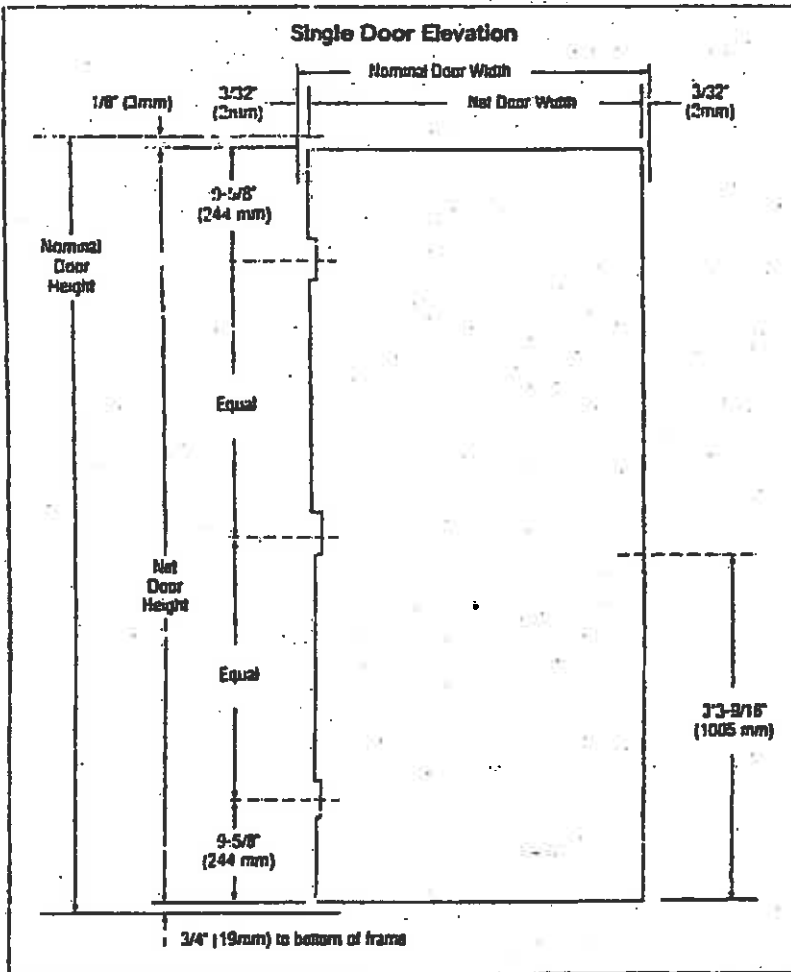 Single Door Elevation
Nominal Door Width
1/8" (3mm)
3/32"
(2mm)
Net Door Width
3/32"
(2mm)
9-5/8"
(244 mm)
Nominal
Door
Height
Equal
Net
Door
Height
Equal
3'3-9/16"
(1005 mm)
9-5/8"
(244 mm)
3/4" (19mm) to bottom of frame